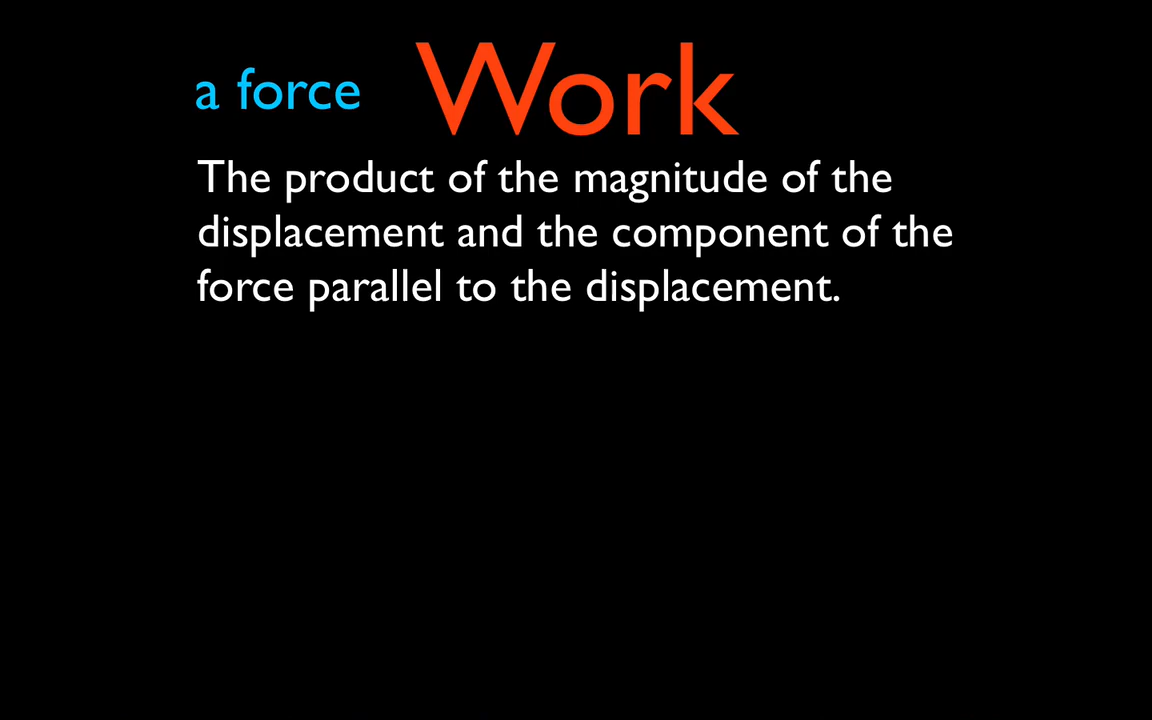 a force Work
The product of the magnitude of the
displacement and the component of the
force parallel to the displacement.